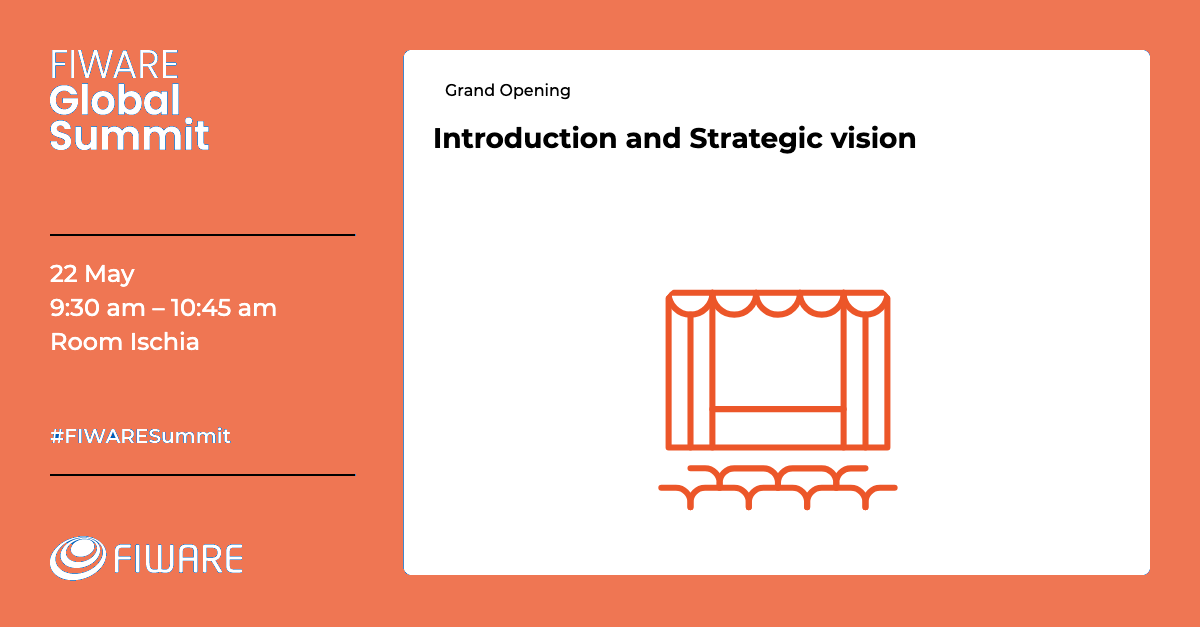 FIWARE
Global
Summit
22 May
9:30 am – 10:45 am
Room Ischia
#FIWARESummit
FIWARE
Grand Opening
Introduction and Strategic vision